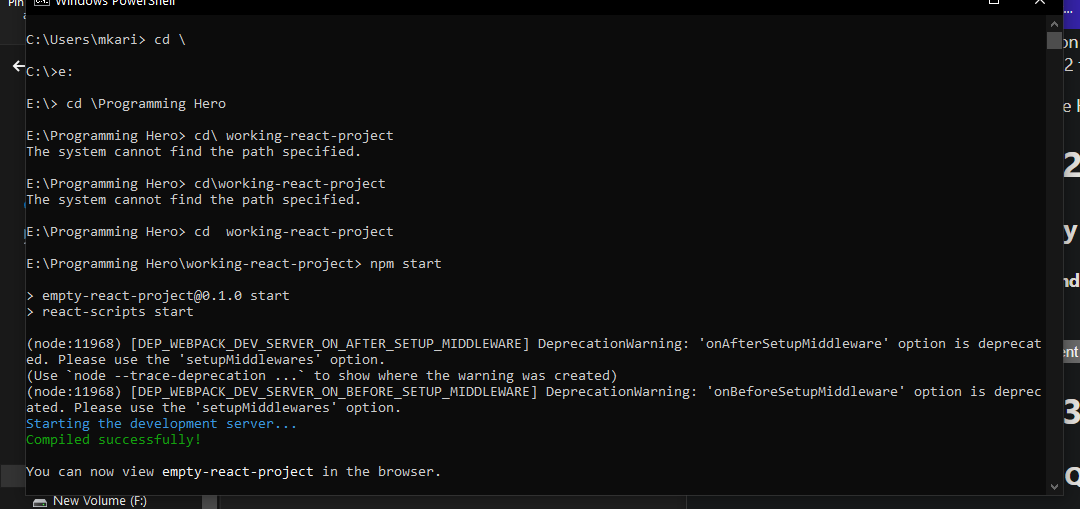 Windows PowerShell
C:\Users\mkari> cd \
C:\>e:
E:\> cd \Programming Hero
E:\Programming Hero> cd\ working-react-project
The system cannot find the path specified.
E:\Programming Hero> cd\working-react-project
The system cannot find the path specified.
E:\Programming Hero> cd  working-react-project
E:\Programming Hero\working-react-project> npm start
> empty-react-project@0.1.0 start
> react-scripts start
(node:11968) [DEP_WEBPACK_DEV_SERVER_ON_AFTER_SETUP_MIDDLEWARE] DeprecationWarning: 'onAfterSetupMiddleware' option is deprecat
ed. Please use the 'setupMiddlewares' option.
(Use `node --trace-deprecation ...` to show where the warning was created)
(node:11968) [DEP_WEBPACK_DEV_SERVER_ON_BEFORE_SETUP_MIDDLEWARE] DeprecationWarning: 'onBeforeSetupMiddleware' option is deprec
ated. Please use the 'setupMiddlewares' option.
Starting the development server...
Compiled successfully!
You can now view empty-react-project in the browser.
New Volume (F:)